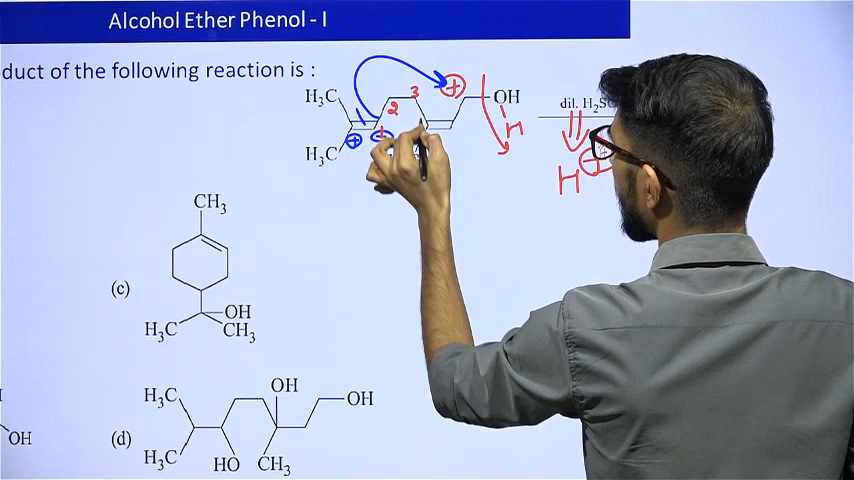 Alcohol Ether Phenol - I
duct of the following reaction is :
H₃C
H₃C
+
1
2
3
+
OH
H
dil. H₂SO
H
+
(c)
CH₃
OH
H₃C
CH₃
OH
(d)
H₃C
H₃C
HO
CH₃
OH
OH